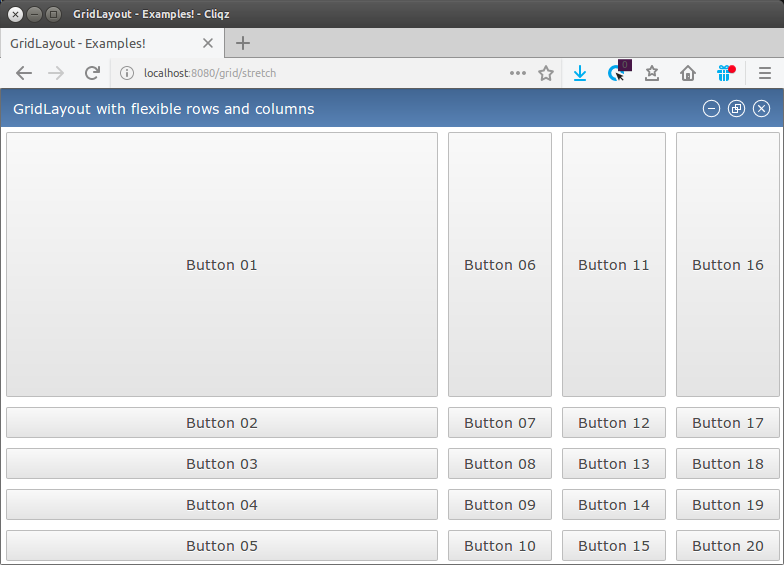 GridLayout - Examples! - Cliqz
GridLayout - Examples!
localhost:8080/grid/stretch
0
GridLayout with flexible rows and columns
Button 01 Button 06 Button 11 Button 16
Button 02 Button 07 Button 12 Button 17
Button 03 Button 08 Button 13 Button 18
Button 04 Button 09 Button 14 Button 19
Button 05 Button 10 Button 15 Button 20